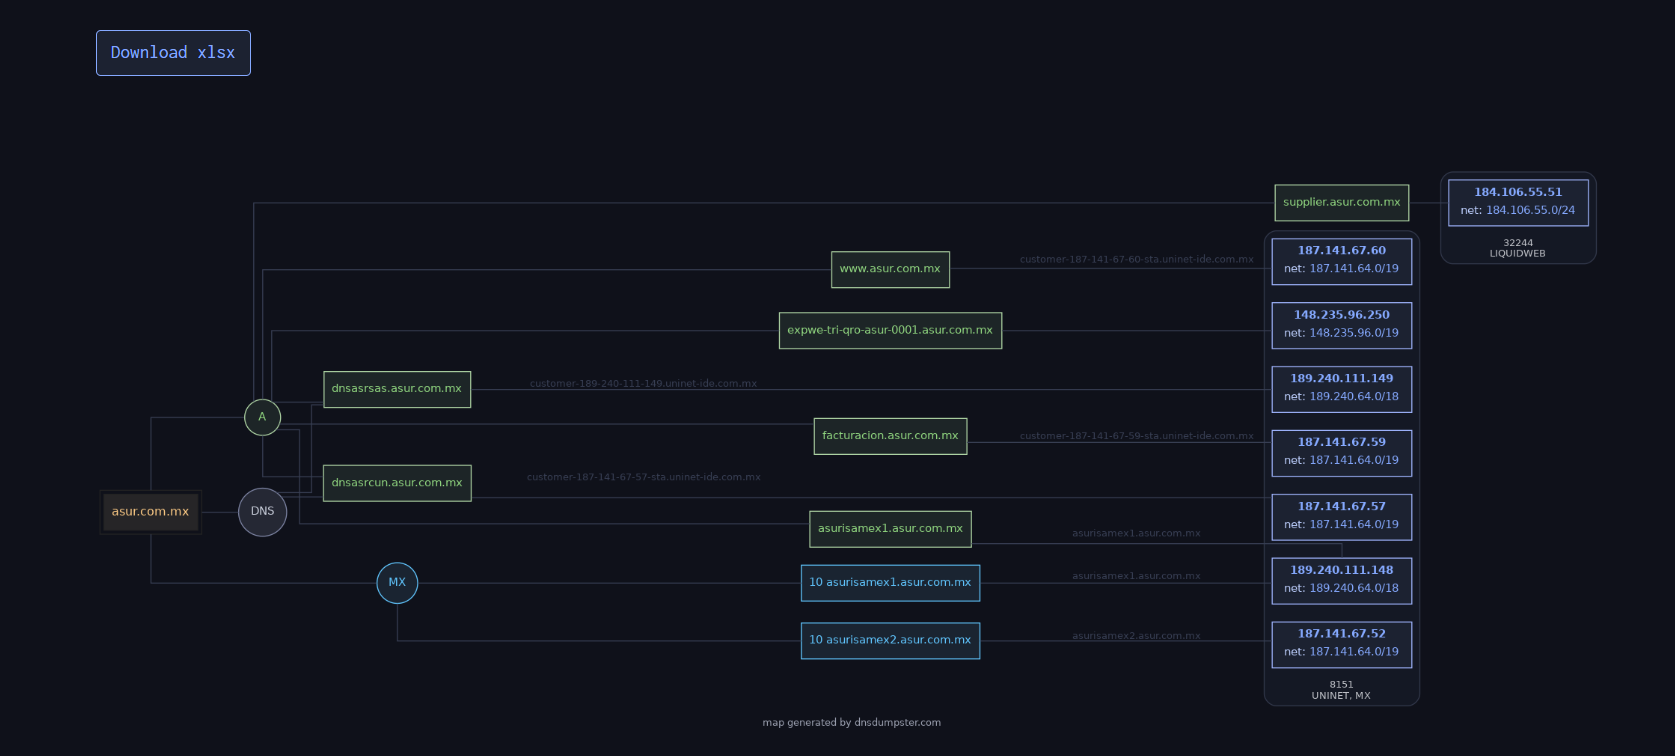 Download xlsx
supplier.asur.com.mx
184.106.55.51
net: 184.106.55.0/24
32244
LIQUIDWEB
www.asur.com.mx
customer-187-141-67-60-sta.uninet-ide.com.mx
187.141.67.60
net: 187.141.64.0/19
expwe-tri-qro-asur-0001.asur.com.mx
148.235.96.250
net: 148.235.96.0/19
dnsasrsas.asur.com.mx
customer-189-240-111-149.uninet-ide.com.mx
189.240.111.149
net: 189.240.64.0/18
A
facturacion.asur.com.mx
customer-187-141-67-59-sta.uninet-ide.com.mx
187.141.67.59
net: 187.141.64.0/19
dnsasrcun.asur.com.mx
customer-187-141-67-57-sta.uninet-ide.com.mx
187.141.67.57
net: 187.141.64.0/19
asur.com.mx
DNS
asurisamex1.asur.com.mx
asurisamex1.asur.com.mx
MX
10 asurisamex1.asur.com.mx
asurisamex1.asur.com.mx
189.240.111.148
net: 189.240.64.0/18
10 asurisamex2.asur.com.mx
asurisamex2.asur.com.mx
187.141.67.52
net: 187.141.64.0/19
8151
UNINET, MX
map generated by dnsdumpster.com